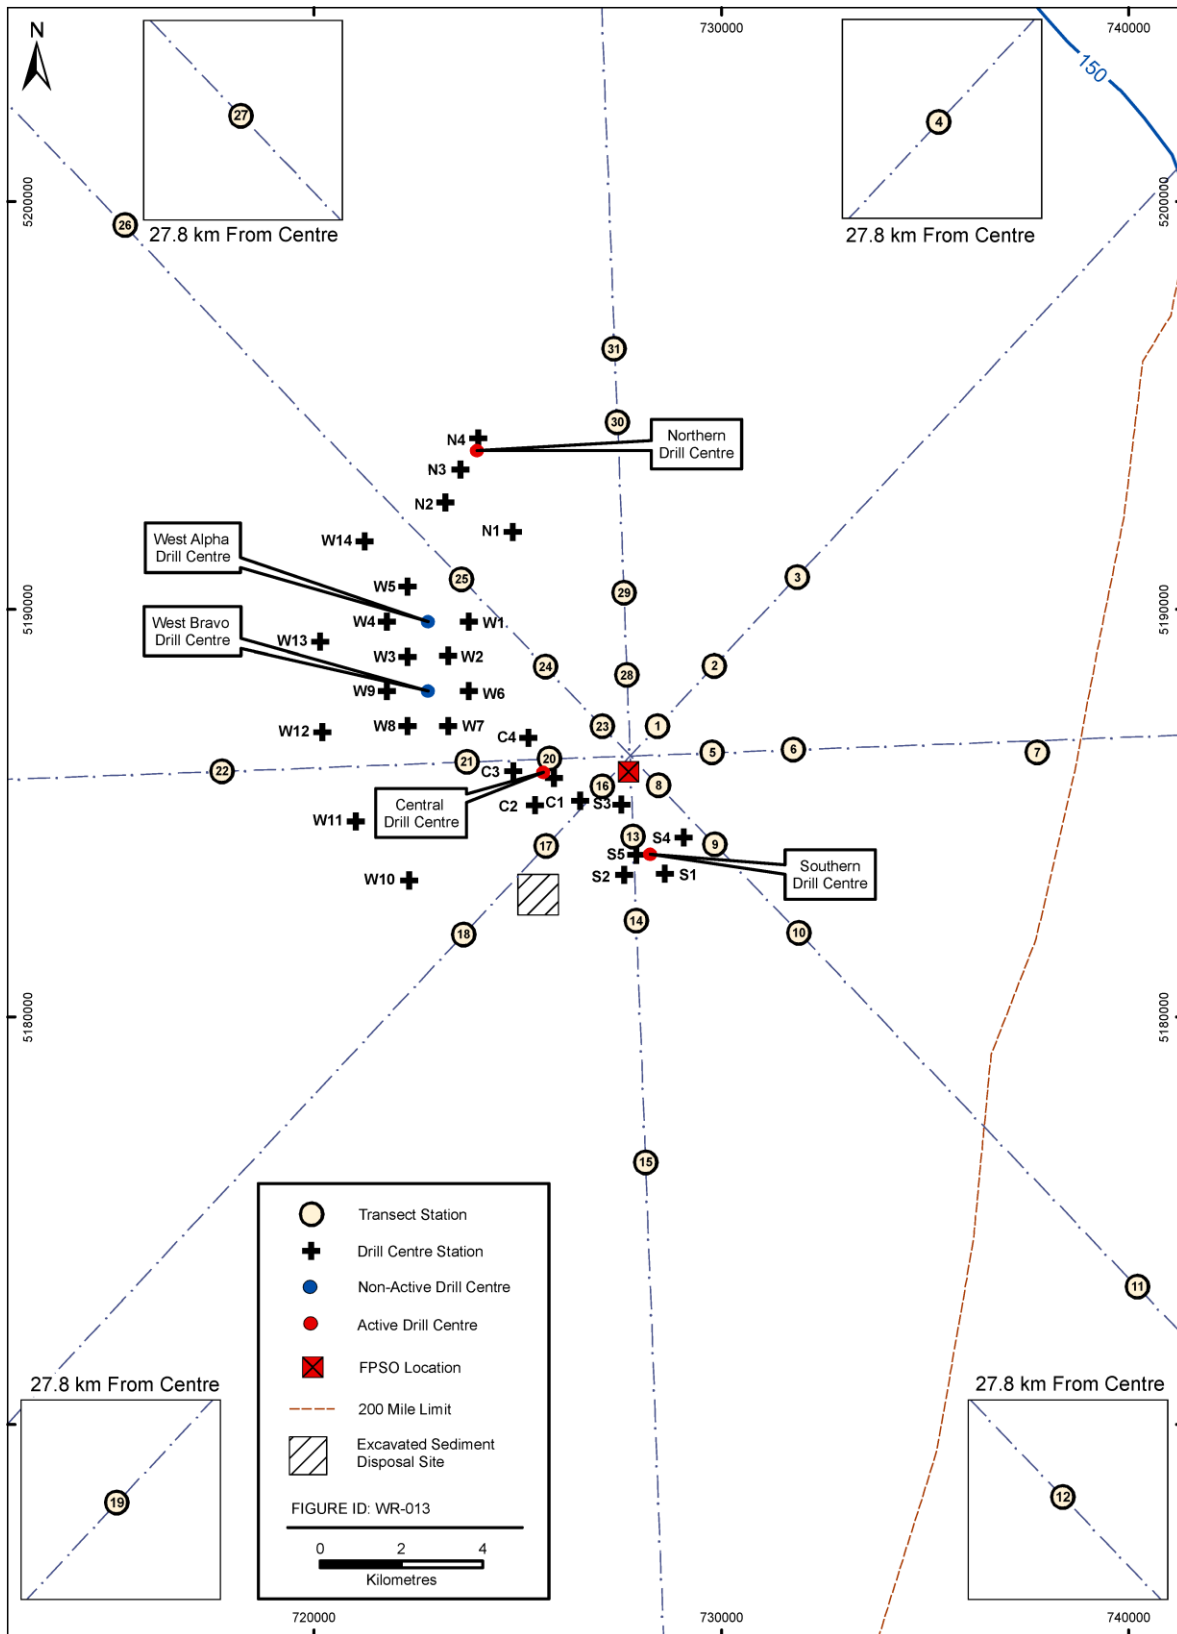 730000
740000
N
150
27
4
27.8 km From Centre
27.8 km From Centre
5200000
5200000
26
31
30
Northern
Drill Centre
N4
N3
N2
N1
West Alpha
Drill Centre
W14
25
W5
3
29
5190000
5190000
West Bravo
Drill Centre
W4
W1
W13
W3
W2
24
2
28
W9
W6
W12
W8
W7
C4
23
1
22
21
20
5
6
7
C3
16
8
Central
Drill Centre
C2
C1
S3
W11
17
13
S4
9
S5
Southern
Drill Centre
W10
S2
S1
18
14
10
5180000
5180000
15
11
Transect Station
Drill Centre Station
Non-Active Drill Centre
Active Drill Centre
FPSO Location
200 Mile Limit
Excavated Sediment
Disposal Site
FIGURE ID: WR-013
0 2 4
Kilometres
27.8 km From Centre
27.8 km From Centre
19
12
720000
730000
740000